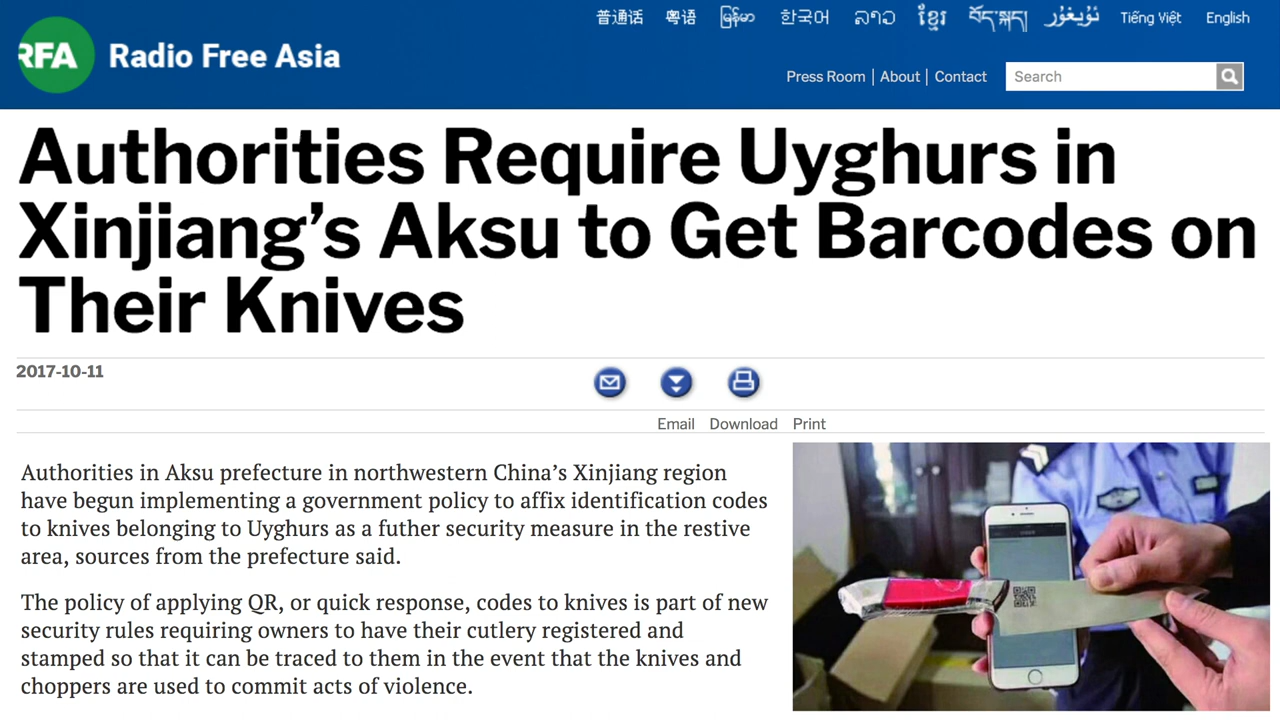 普通话 粤语 မြန်မာ 한국어 ລາວ ខ្មែរ བོད་སྐད། ئۇيغۇر Tiếng Việt English
RFA Radio Free Asia
Press Room | About | Contact Search
Authorities Require Uyghurs in
Xinjiang’s Aksu to Get Barcodes on
Their Knives
2017-10-11
Email Download Print
Authorities in Aksu prefecture in northwestern China’s Xinjiang region
have begun implementing a government policy to affix identification codes
to knives belonging to Uyghurs as a futher security measure in the restive
area, sources from the prefecture said.
The policy of applying QR, or quick response, codes to knives is part of new
security rules requiring owners to have their cutlery registered and
stamped so that it can be traced to them in the event that the knives and
choppers are used to commit acts of violence.